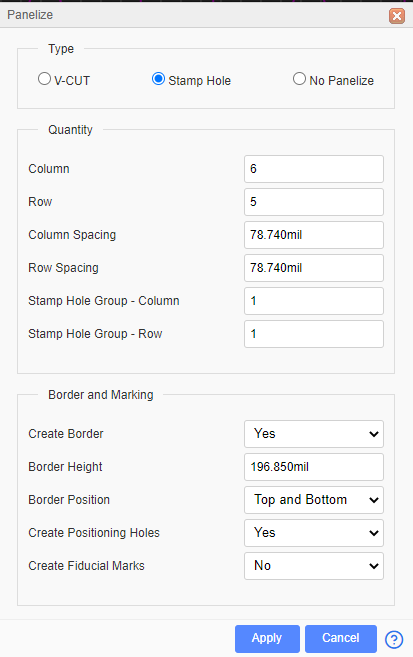 Panelize
Type
V-CUT Stamp Hole No Panelize
Quantity
Column 6
Row 5
Column Spacing 78.740mil
Row Spacing 78.740mil
Stamp Hole Group - Column 1
Stamp Hole Group - Row 1
Border and Marking
Create Border Yes
Border Height 196.850mil
Border Position Top and Bottom
Create Positioning Holes Yes
Create Fiducial Marks No
Apply Cancel ?